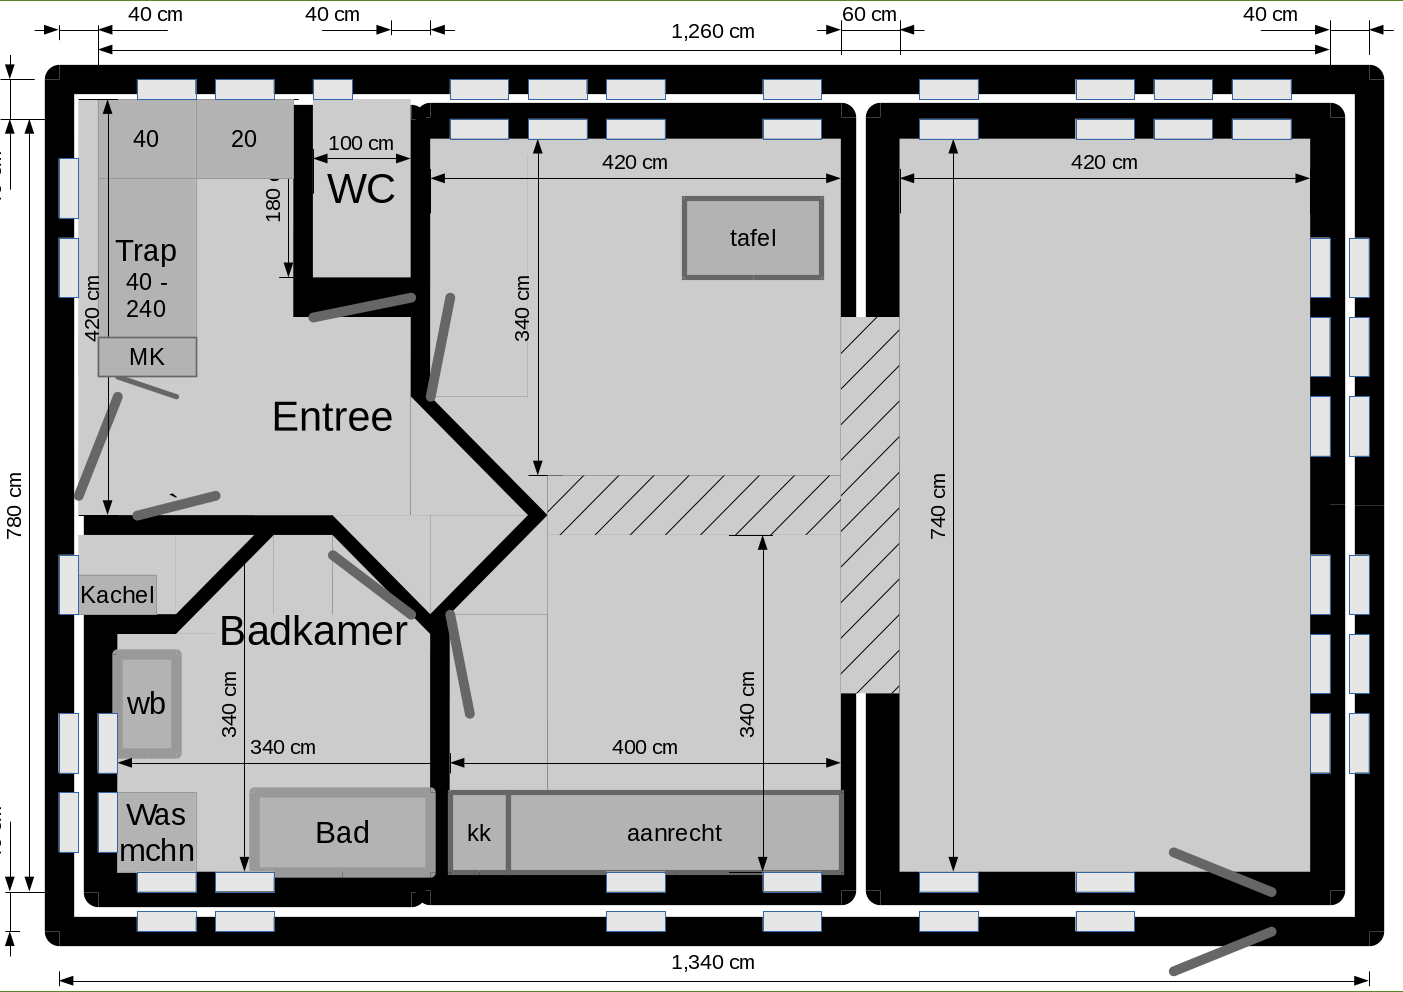 40 cm
40 cm
1,260 cm
60 cm
40 cm
40
20
100 cm
WC
180
420 cm
420 cm
tafel
Trap
40 -
240
MK
420 cm
340 cm
Entree
780 cm
740 cm
Kachel
Badkamer
wb
340 cm
340 cm
340 cm
400 cm
Was
mchn
Bad
kk
aanrecht
1,340 cm